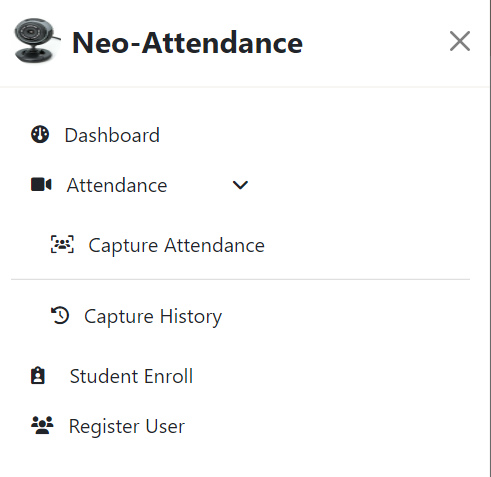 Neo-Attendance
Dashboard
Attendance
Capture Attendance
Capture History
Student Enroll
Register User